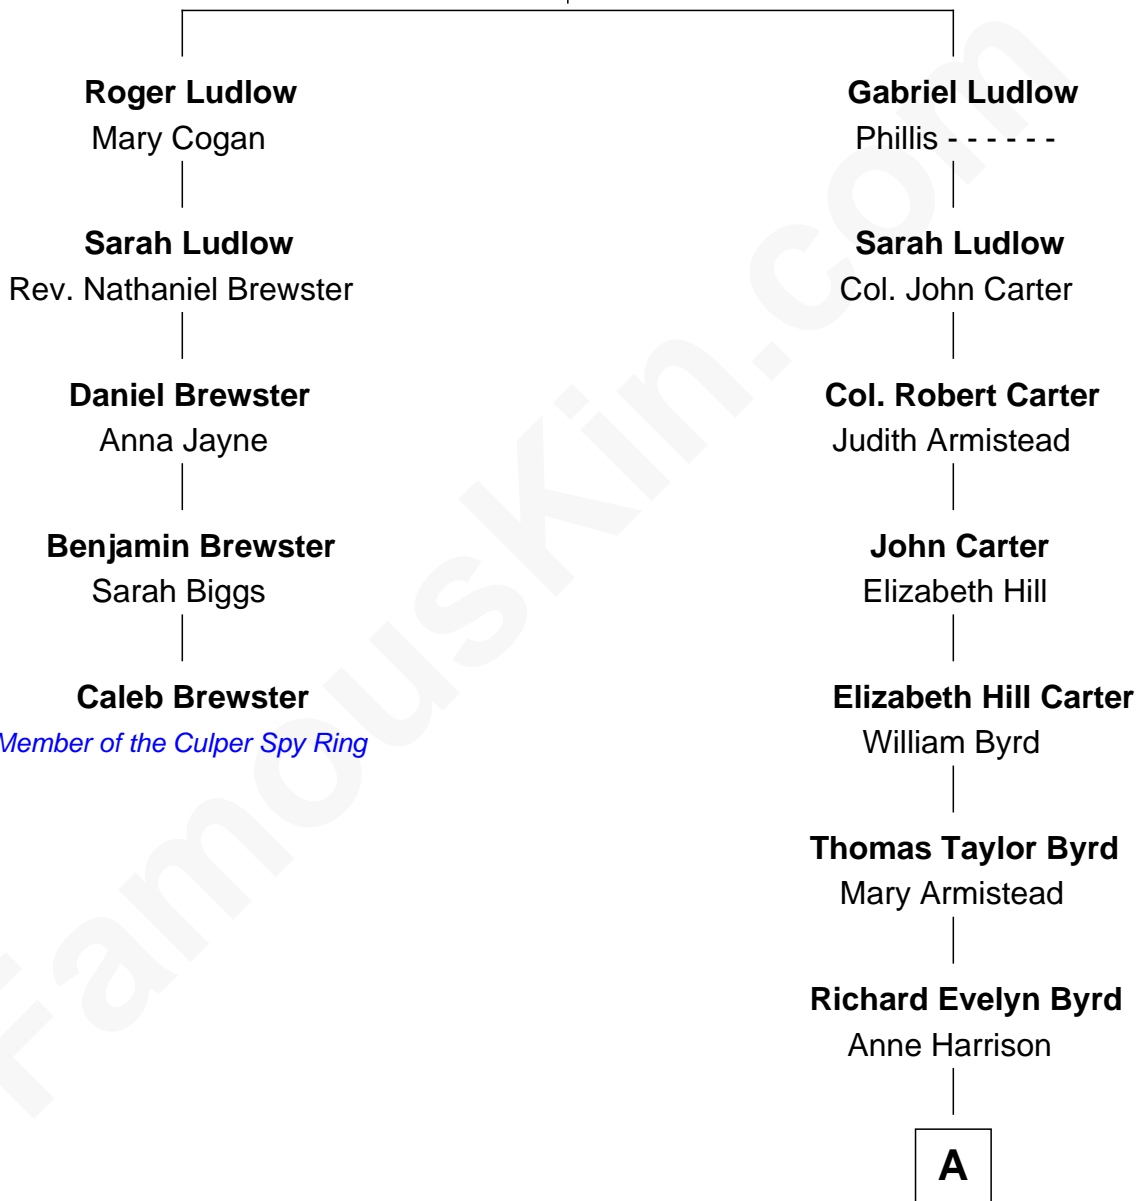 Roger Ludlow
Mary Cogan
Sarah Ludlow
Rev. Nathaniel Brewster
Daniel Brewster
Anna Jayne
Benjamin Brewster
Sarah Biggs
Caleb Brewster
Member of the Culper Spy Ring
Gabriel Ludlow
Phillis - - - - - -
Sarah Ludlow
Col. John Carter
Col. Robert Carter
Judith Armistead
John Carter
Elizabeth Hill
Elizabeth Hill Carter
William Byrd
Thomas Taylor Byrd
Mary Armistead
Richard Evelyn Byrd
Anne Harrison
A
FamousKin.com